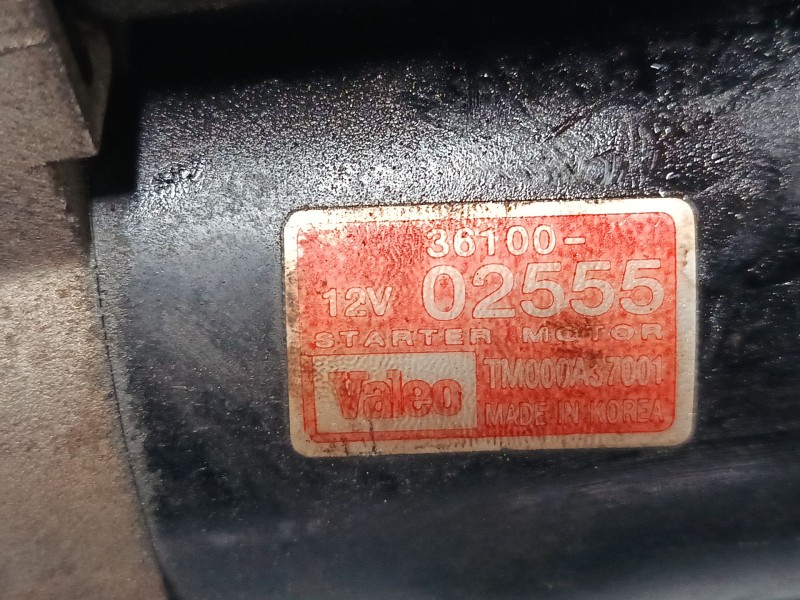 36100-
12V 02555
STARTER MOTOR
Valeo TM000A37001
MADE IN KOREA